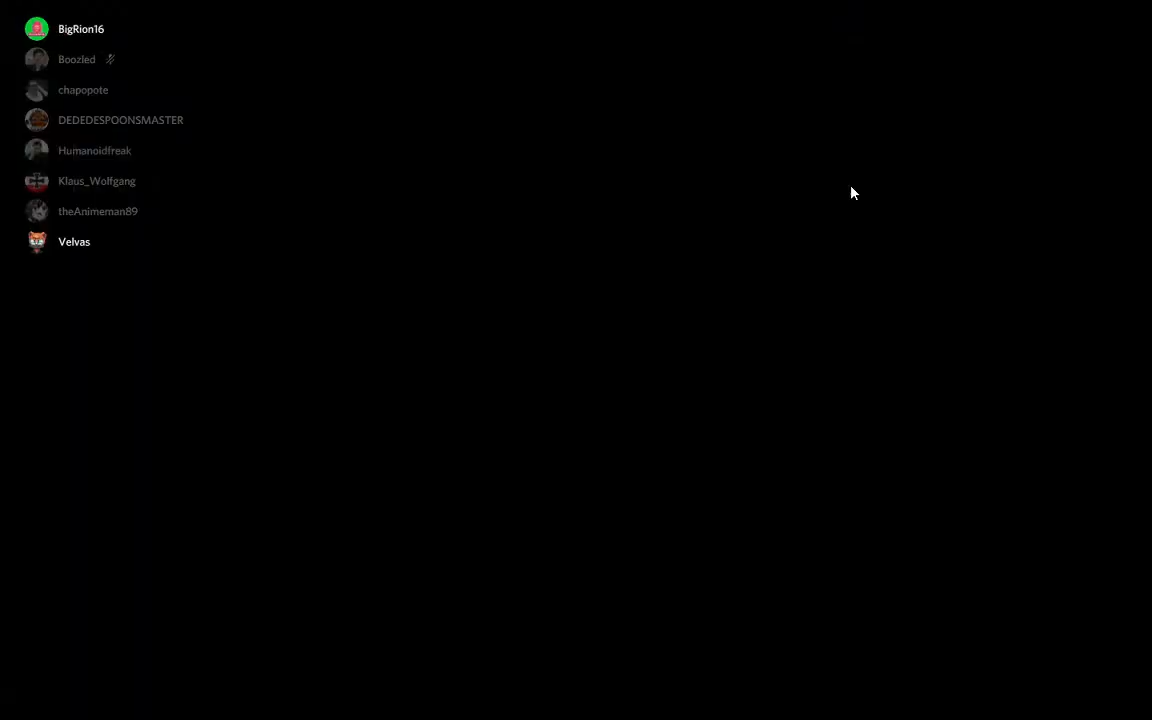 BigRion16
Boozled
chapopote
DEDEDESPOONSMASTER
Humanoidfreak
Klaus_Wolfgang
theAnimeman89
Velvas